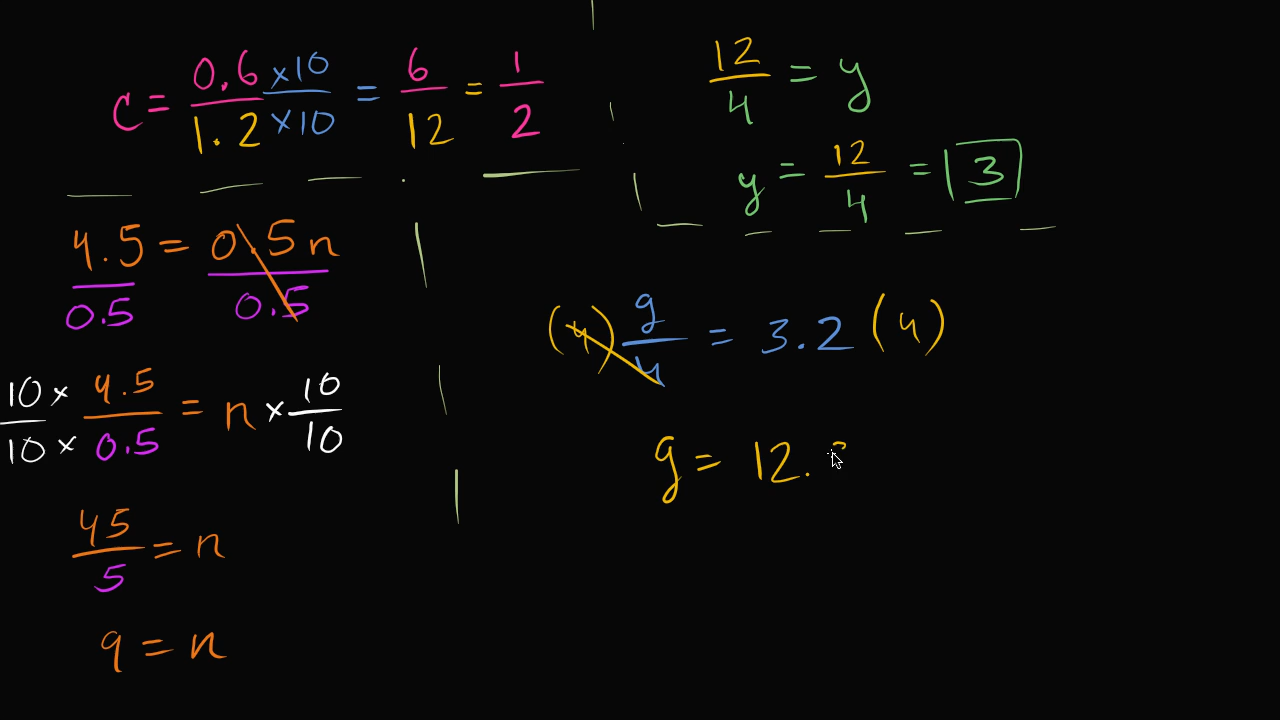 c = 0.6/1.2 ×10/×10 = 6/12 = 1/2
4.5/0.5 = 0.5n/0.5
10/10 × × 4.5/0.5 = n × 10/10
45/5 = n
9 = n
12/4 = y
y = 12/4 = 3
(4) g/4 = 3.2 (4)
g = 12.